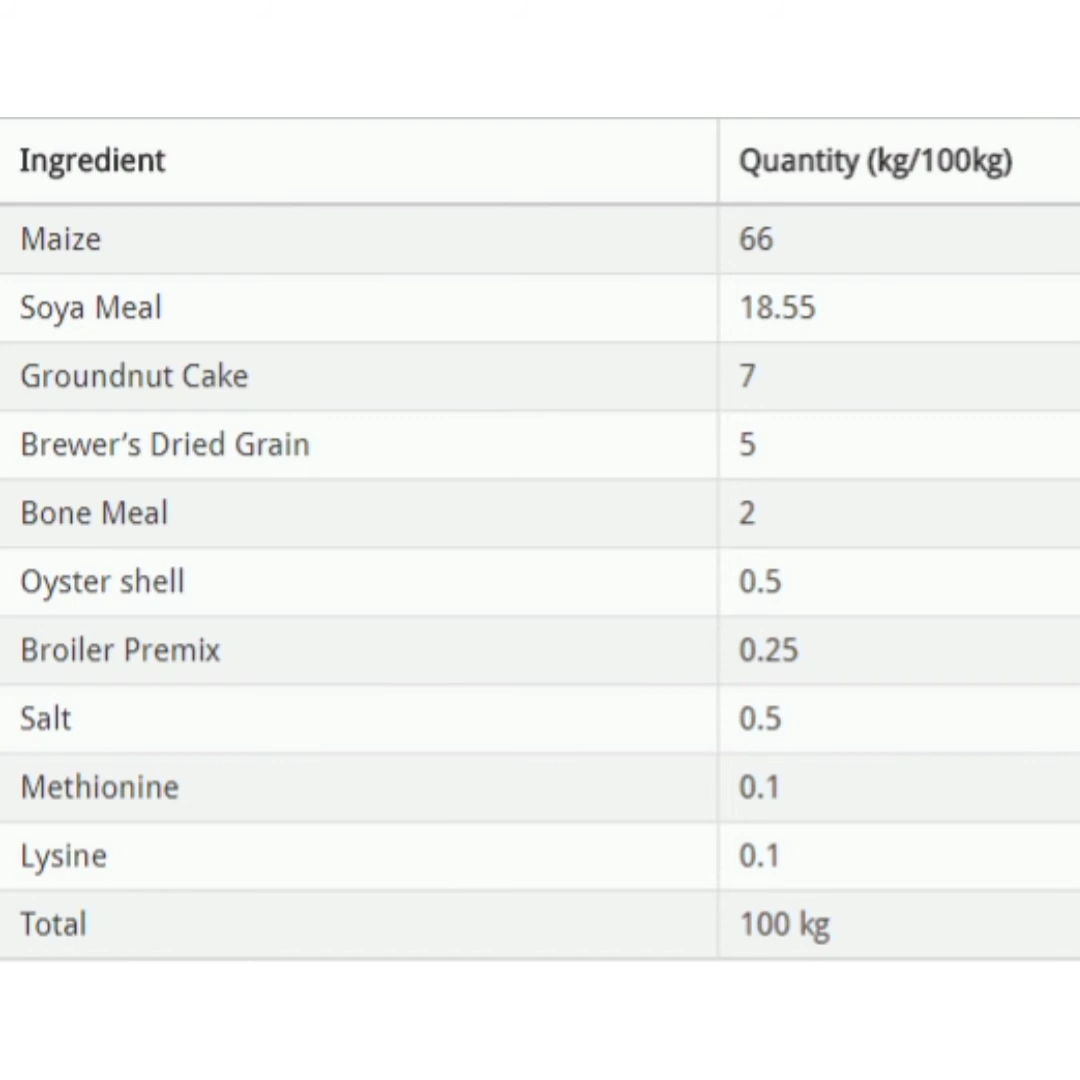 Ingredient Quantity (kg/100kg)
Maize 66
Soya Meal 18.55
Groundnut Cake 7
Brewer’s Dried Grain 5
Bone Meal 2
Oyster shell 0.5
Broiler Premix 0.25
Salt 0.5
Methionine 0.1
Lysine 0.1
Total 100 kg